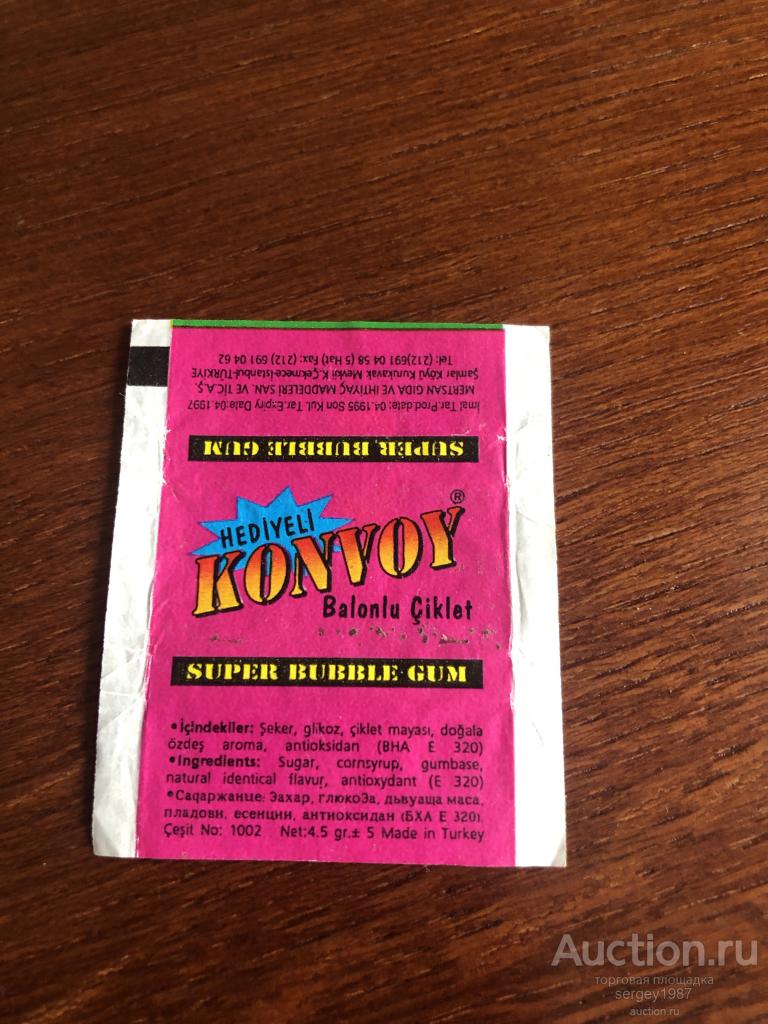 Tel: (212)691 04 58 (5 Hat) Fax: (212) 691 04 62
Şamlar Köyü Kurukavak Mevkii K.Çekmece-İstanbul-TÜRKİYE
MERTSAN GIDA VE İHTİYAÇ MADDELERİ SAN. VE TİC.A.Ş.
İmal Tar.Prod.date: 04.1995 Son Kul. Tar.Expiry Date:04.1997
SUPER BUBBLE GUM
HEDİYELİ
KONVOY ®
Balonlu Çiklet
SUPER BUBBLE GUM
•İçindekiler: Şeker, glikoz, çiklet mayası, doğala
özdeş aroma, antioksidan (BHA E 320)
•Ingredients: Sugar, cornsyrup, gumbase,
natural identical flavur, antioxydant (E 320)
•Саqаржание: Захар, глюкоЗа, дьвуаща маса,
пладови, есенции, антиоксидан (БХА Е 320).
Çeşit No: 1002 Net:4.5 gr.± 5 Made in Turkey
Auction.ru
торговая площадка
sergey1987
auction.ru